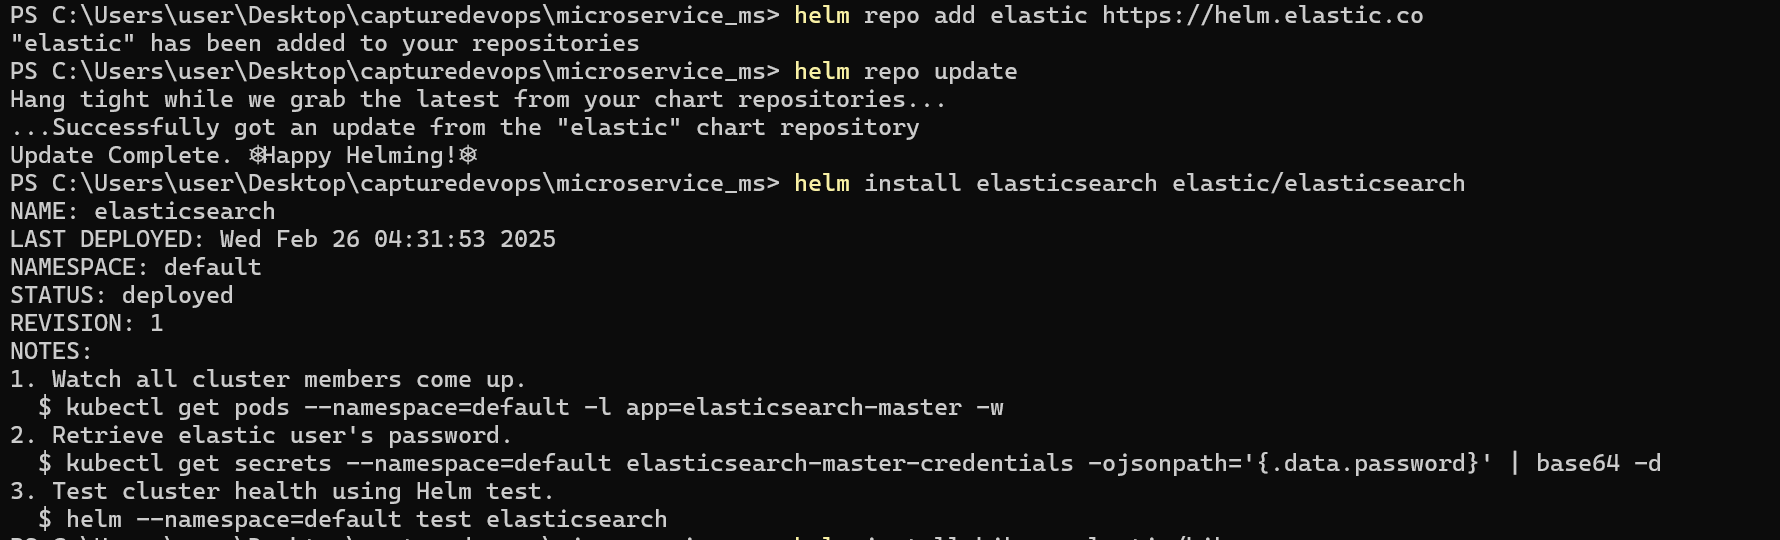 PS C:\Users\user\Desktop\capturedevops\microservice_ms> helm repo add elastic https://helm.elastic.co
"elastic" has been added to your repositories
PS C:\Users\user\Desktop\capturedevops\microservice_ms> helm repo update
Hang tight while we grab the latest from your chart repositories...
...Successfully got an update from the "elastic" chart repository
Update Complete. ⎈Happy Helming!⎈
PS C:\Users\user\Desktop\capturedevops\microservice_ms> helm install elasticsearch elastic/elasticsearch
NAME: elasticsearch
LAST DEPLOYED: Wed Feb 26 04:31:53 2025
NAMESPACE: default
STATUS: deployed
REVISION: 1
NOTES:
1. Watch all cluster members come up.
  $ kubectl get pods --namespace=default -l app=elasticsearch-master -w
2. Retrieve elastic user's password.
  $ kubectl get secrets --namespace=default elasticsearch-master-credentials -ojsonpath='{.data.password}' | base64 -d
3. Test cluster health using Helm test.
  $ helm --namespace=default test elasticsearch